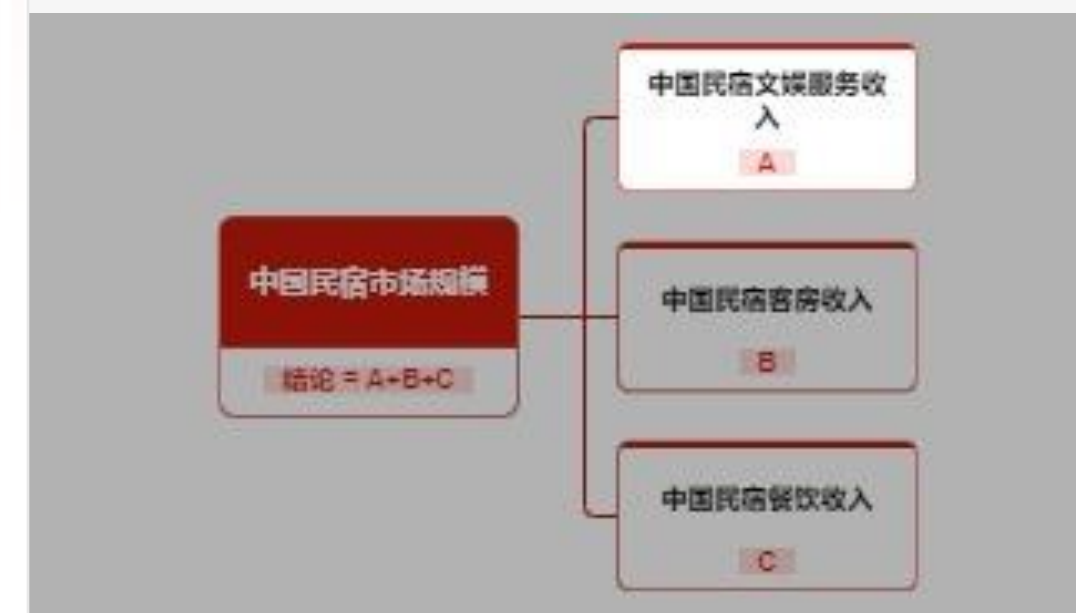 中国民宿文娱服务收
入
A
中国民宿市场规模
结论 = A+B+C
中国民宿客房收入
B
中国民宿餐饮收入
C